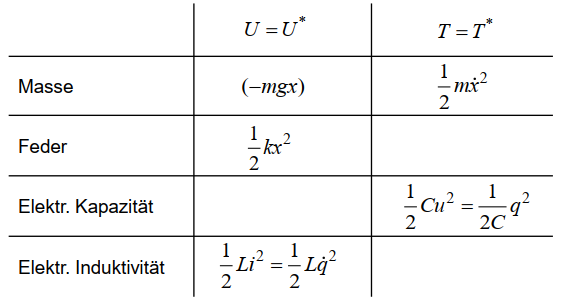 U = U* T = T*
Masse (−mgx) 1/2 mẋ²
Feder 1/2 kx²
Elektr. Kapazität 1/2 Cu² = 1/2C q²
Elektr. Induktivität 1/2 Li² = 1/2 Lq̇²